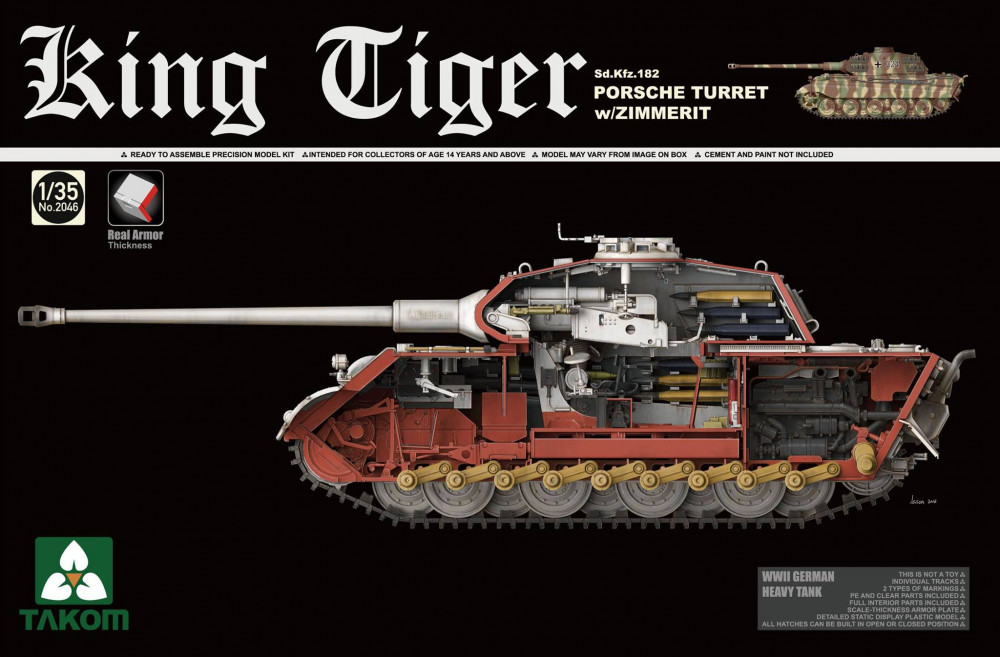 King Tiger
Sd.Kfz.182
PORSCHE TURRET
w/ZIMMERIT
READY TO ASSEMBLE PRECISION MODEL KIT INTENDED FOR COLLECTORS OF AGE 14 YEARS AND ABOVE MODEL MAY VARY FROM IMAGE ON BOX CEMENT AND PAINT NOT INCLUDED
1/35
No.2046
Real Armor
Thickness
TAKOM
WWII GERMAN
HEAVY TANK
THIS IS NOT A TOY
INDIVIDUAL TRACKS
2 TYPES OF MARKINGS
PE AND CLEAR PARTS INCLUDED
FULL INTERIOR PARTS INCLUDED
SCALE-THICKNESS ARMOR PLATE
DETAILED STATIC DISPLAY PLASTIC MODEL
ALL HATCHES CAN BE BUILT IN OPEN OR CLOSED POSITION